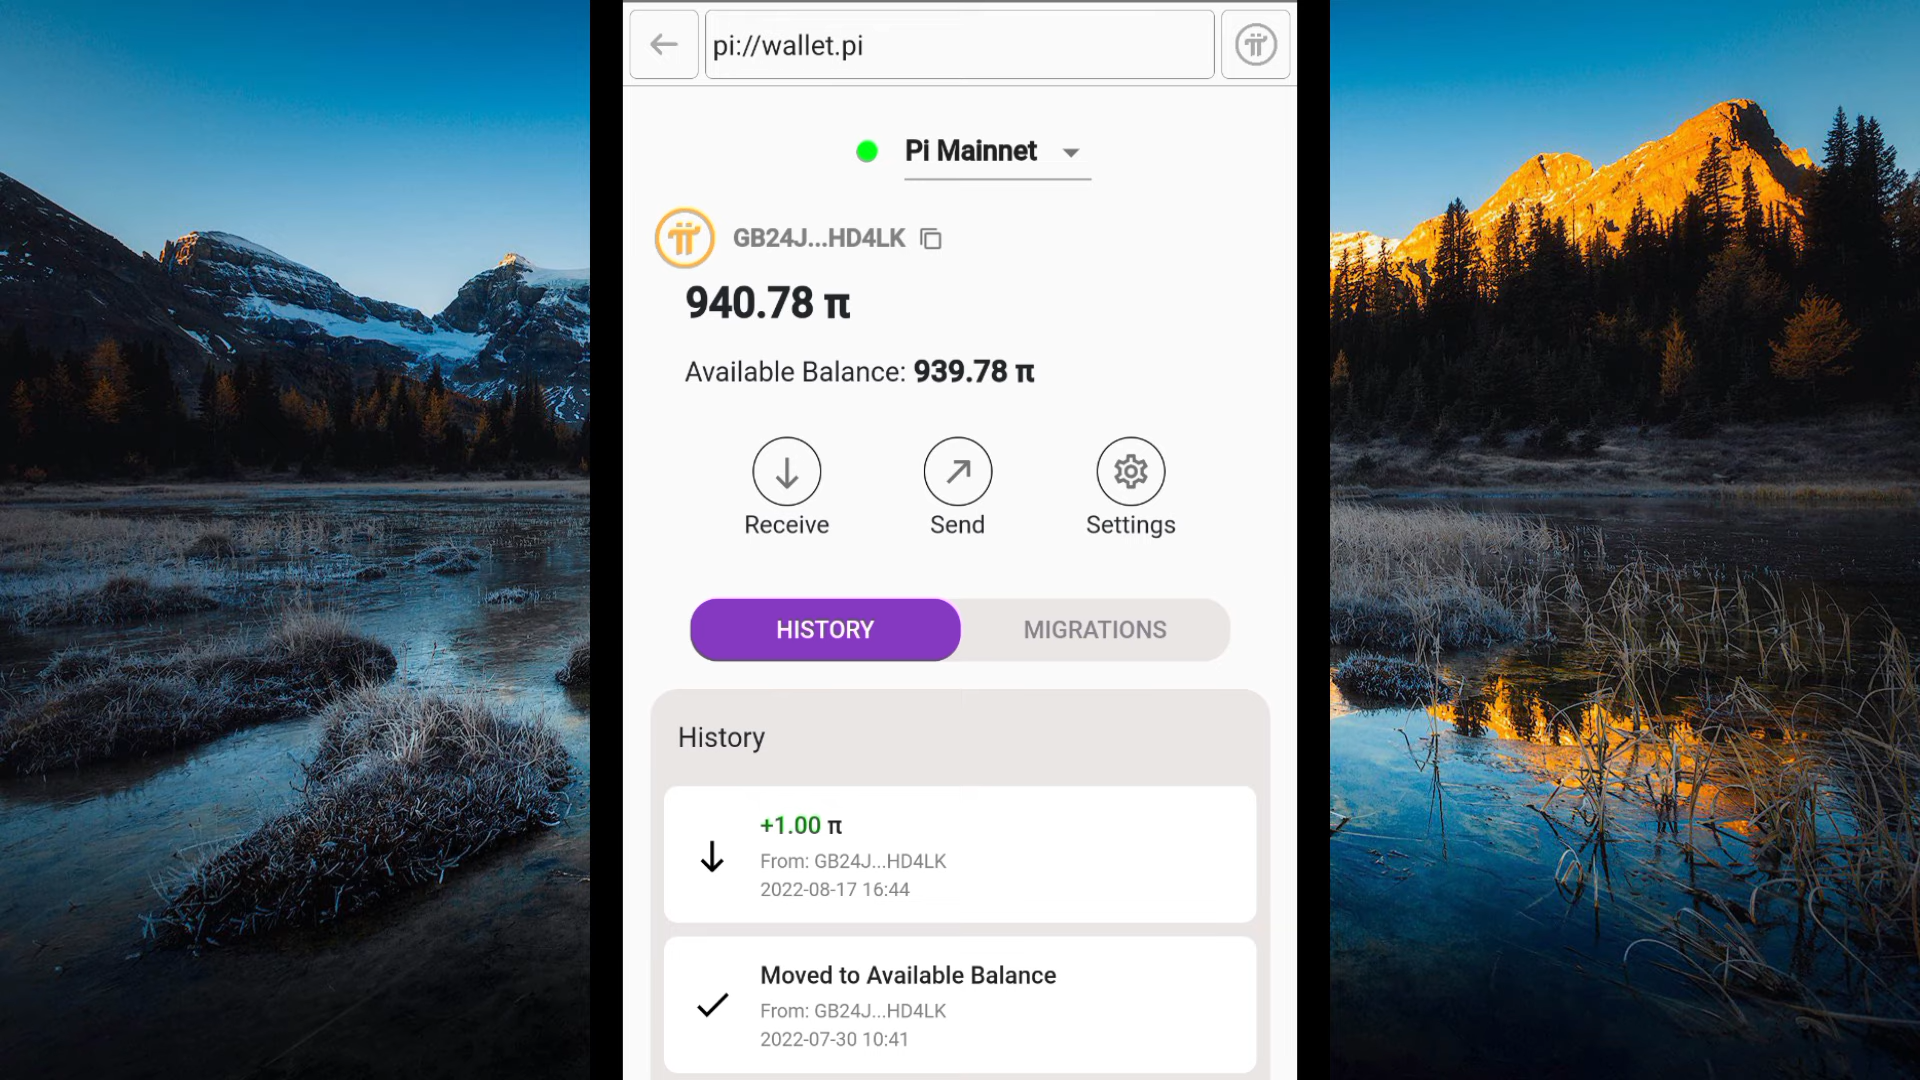 pi://wallet.pi
Pi Mainnet
GB24J...HD4LK
940.78 π
Available Balance: 939.78 π
Receive
Send
Settings
HISTORY
MIGRATIONS
History
+1.00 π
From: GB24J...HD4LK
2022-08-17 16:44
Moved to Available Balance
From: GB24J...HD4LK
2022-07-30 10:41